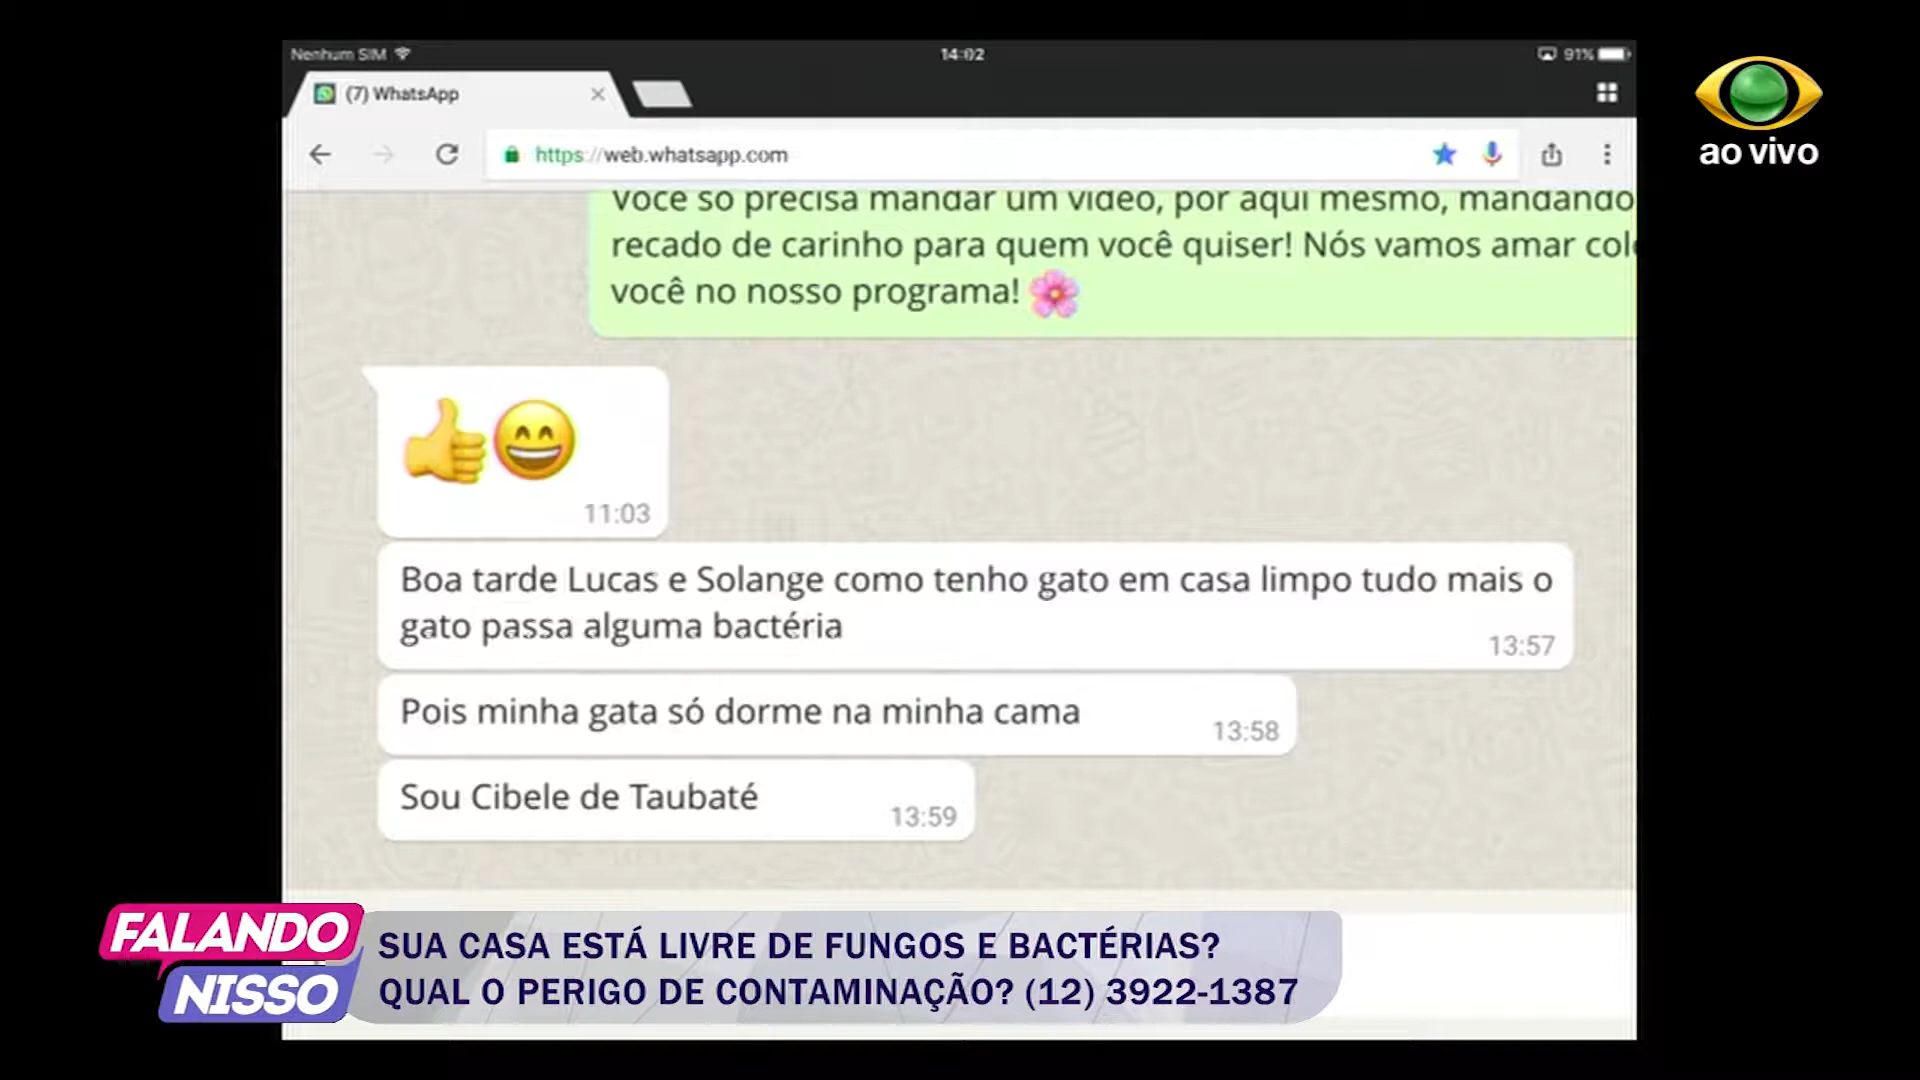 Nenhum SIM
14:02
91%
(7) WhatsApp
https://web.whatsapp.com
ao vivo
Você só precisa mandar um vídeo, por aqui mesmo, mandando
recado de carinho para quem você quiser! Nós vamos amar
você no nosso programa! 🌸
👍😄
11:03
Boa tarde Lucas e Solange como tenho gato em casa limpo tudo mais o
gato passa alguma bactéria
13:57
Pois minha gata só dorme na minha cama
13:58
Sou Cibele de Taubaté
13:59
FALANDO
NISSO
SUA CASA ESTÁ LIVRE DE FUNGOS E BACTÉRIAS?
QUAL O PERIGO DE CONTAMINAÇÃO? (12) 3922-1387